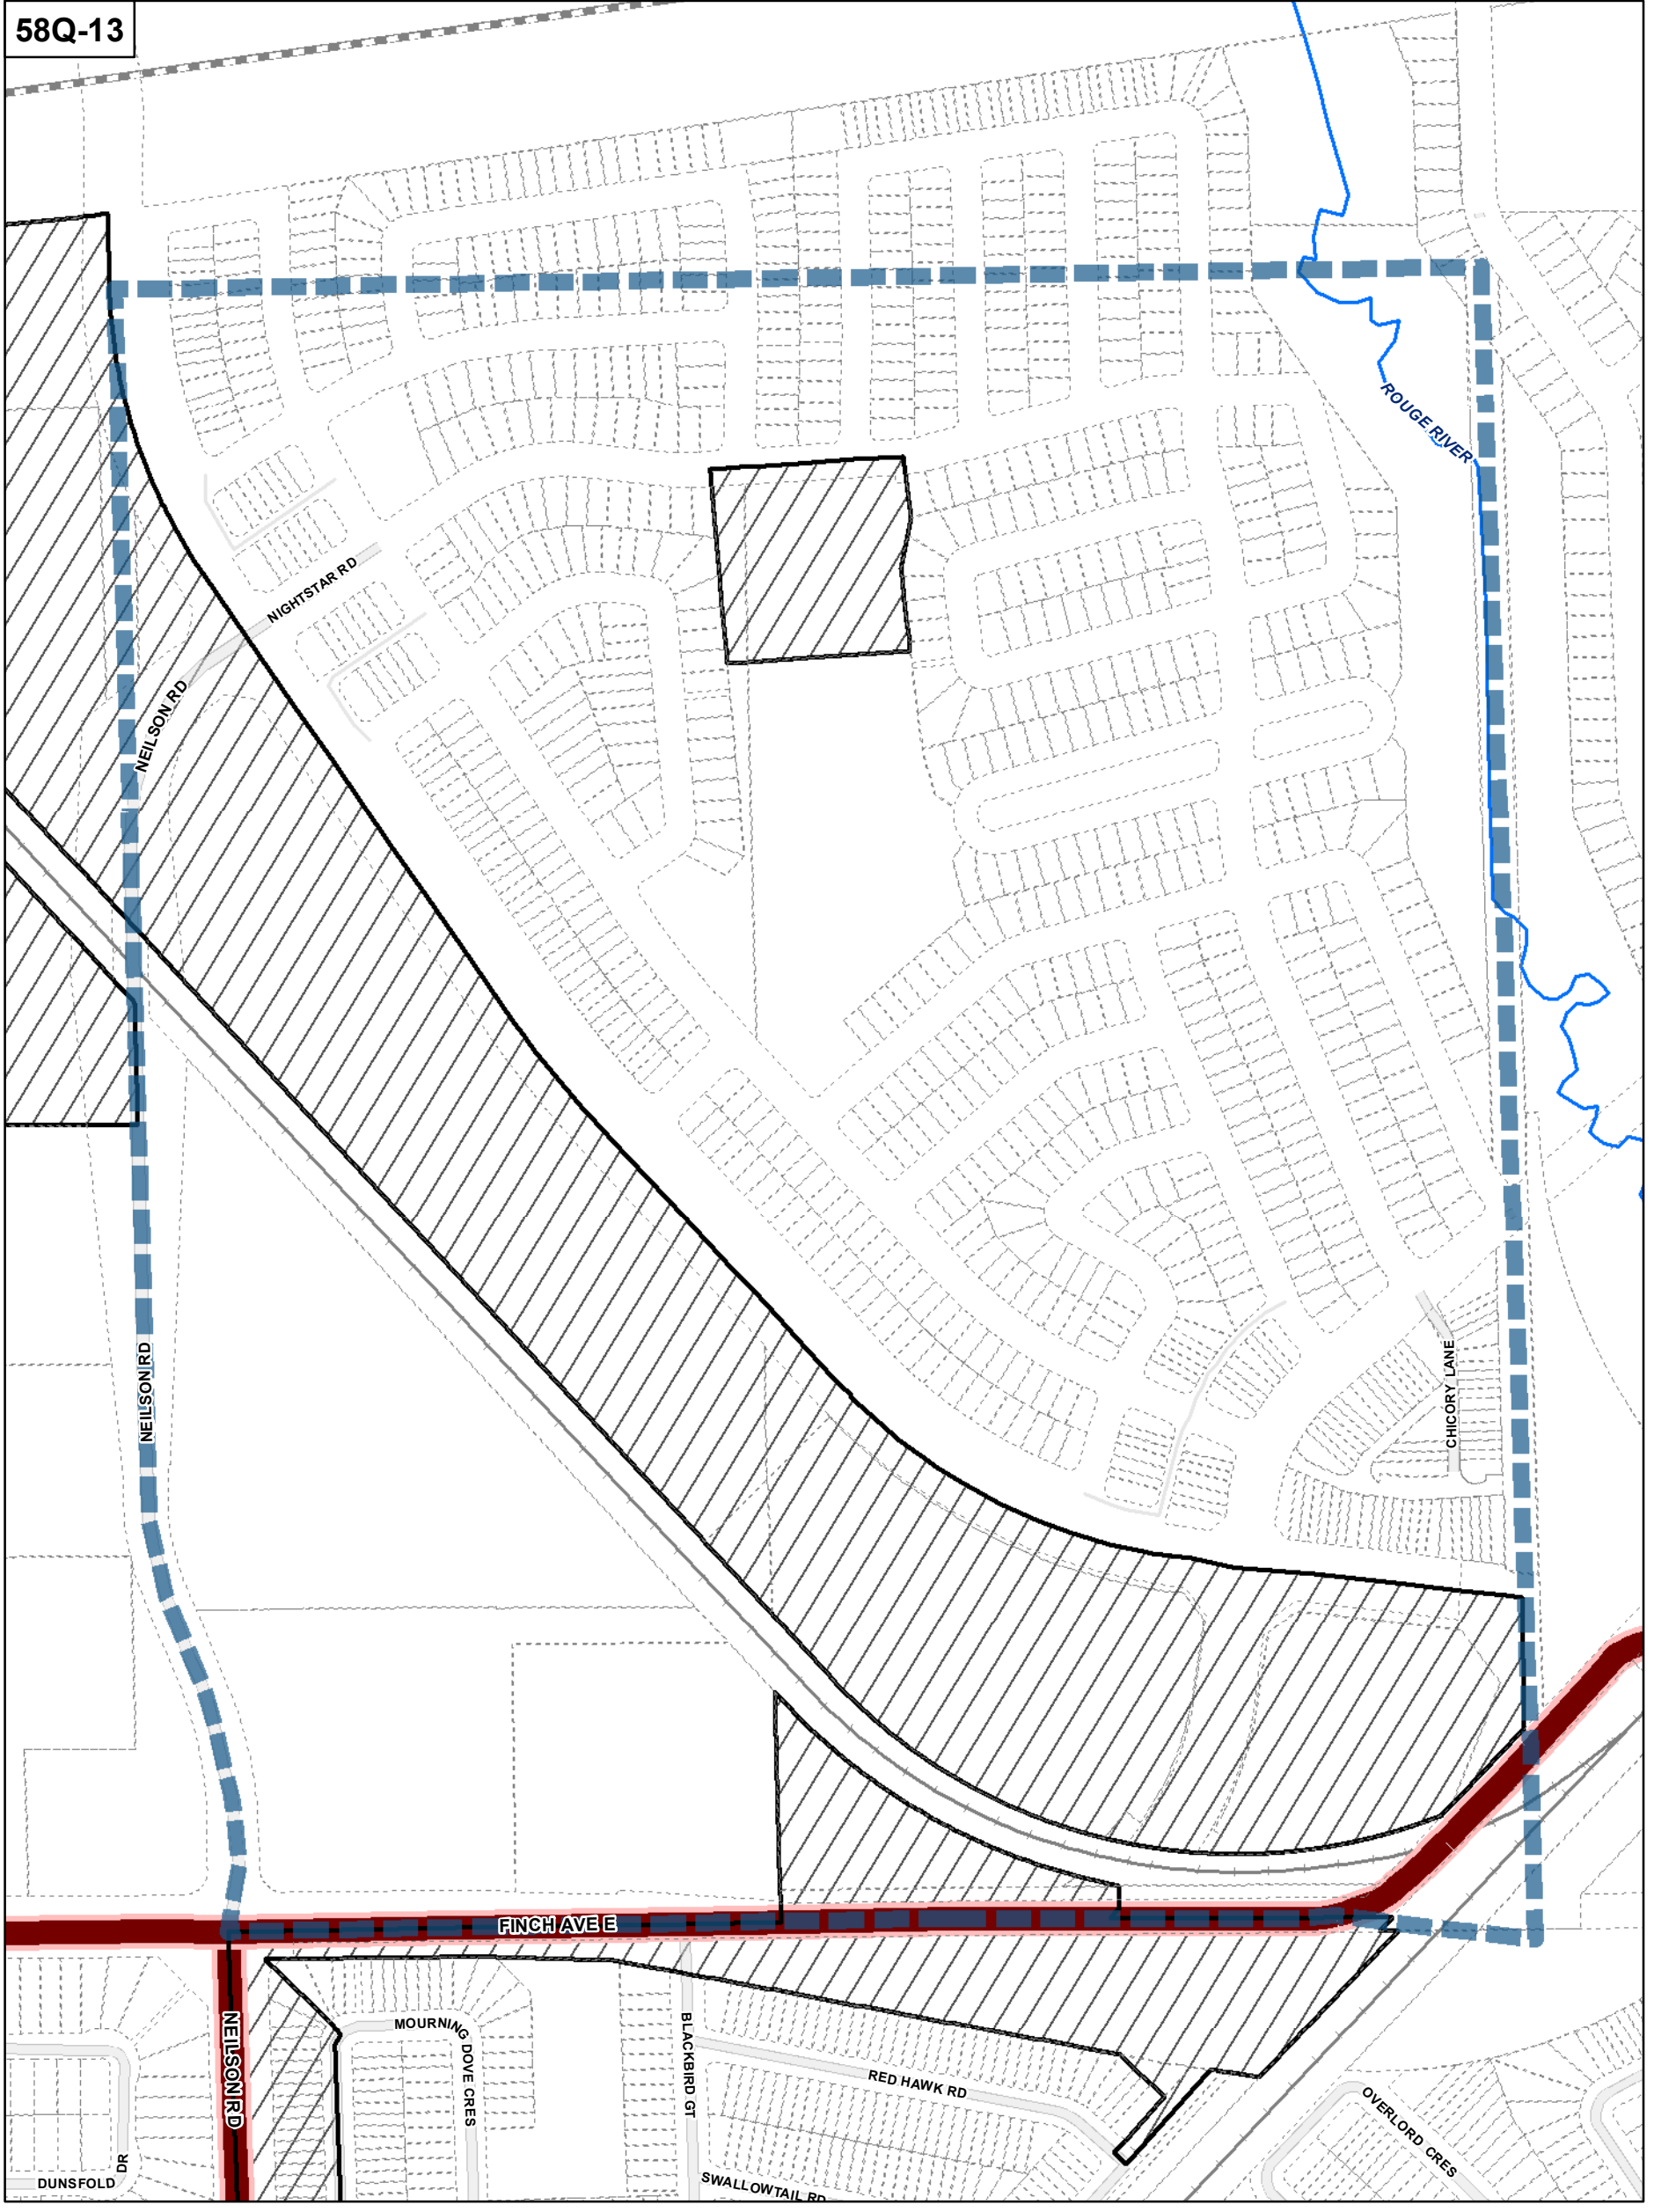 58Q-13
ROUGE RIVER
NIGHTSTAR RD
NEILSON RD
NEILSON RD
CHICORY LANE
FINCH AVE E
NEILSON RD
MOURNING DOVE CRES
BLACKBIRD GT
RED HAWK RD
OVERLORD CRES
DUNSFOLD DR
SWALLOWTAIL RD